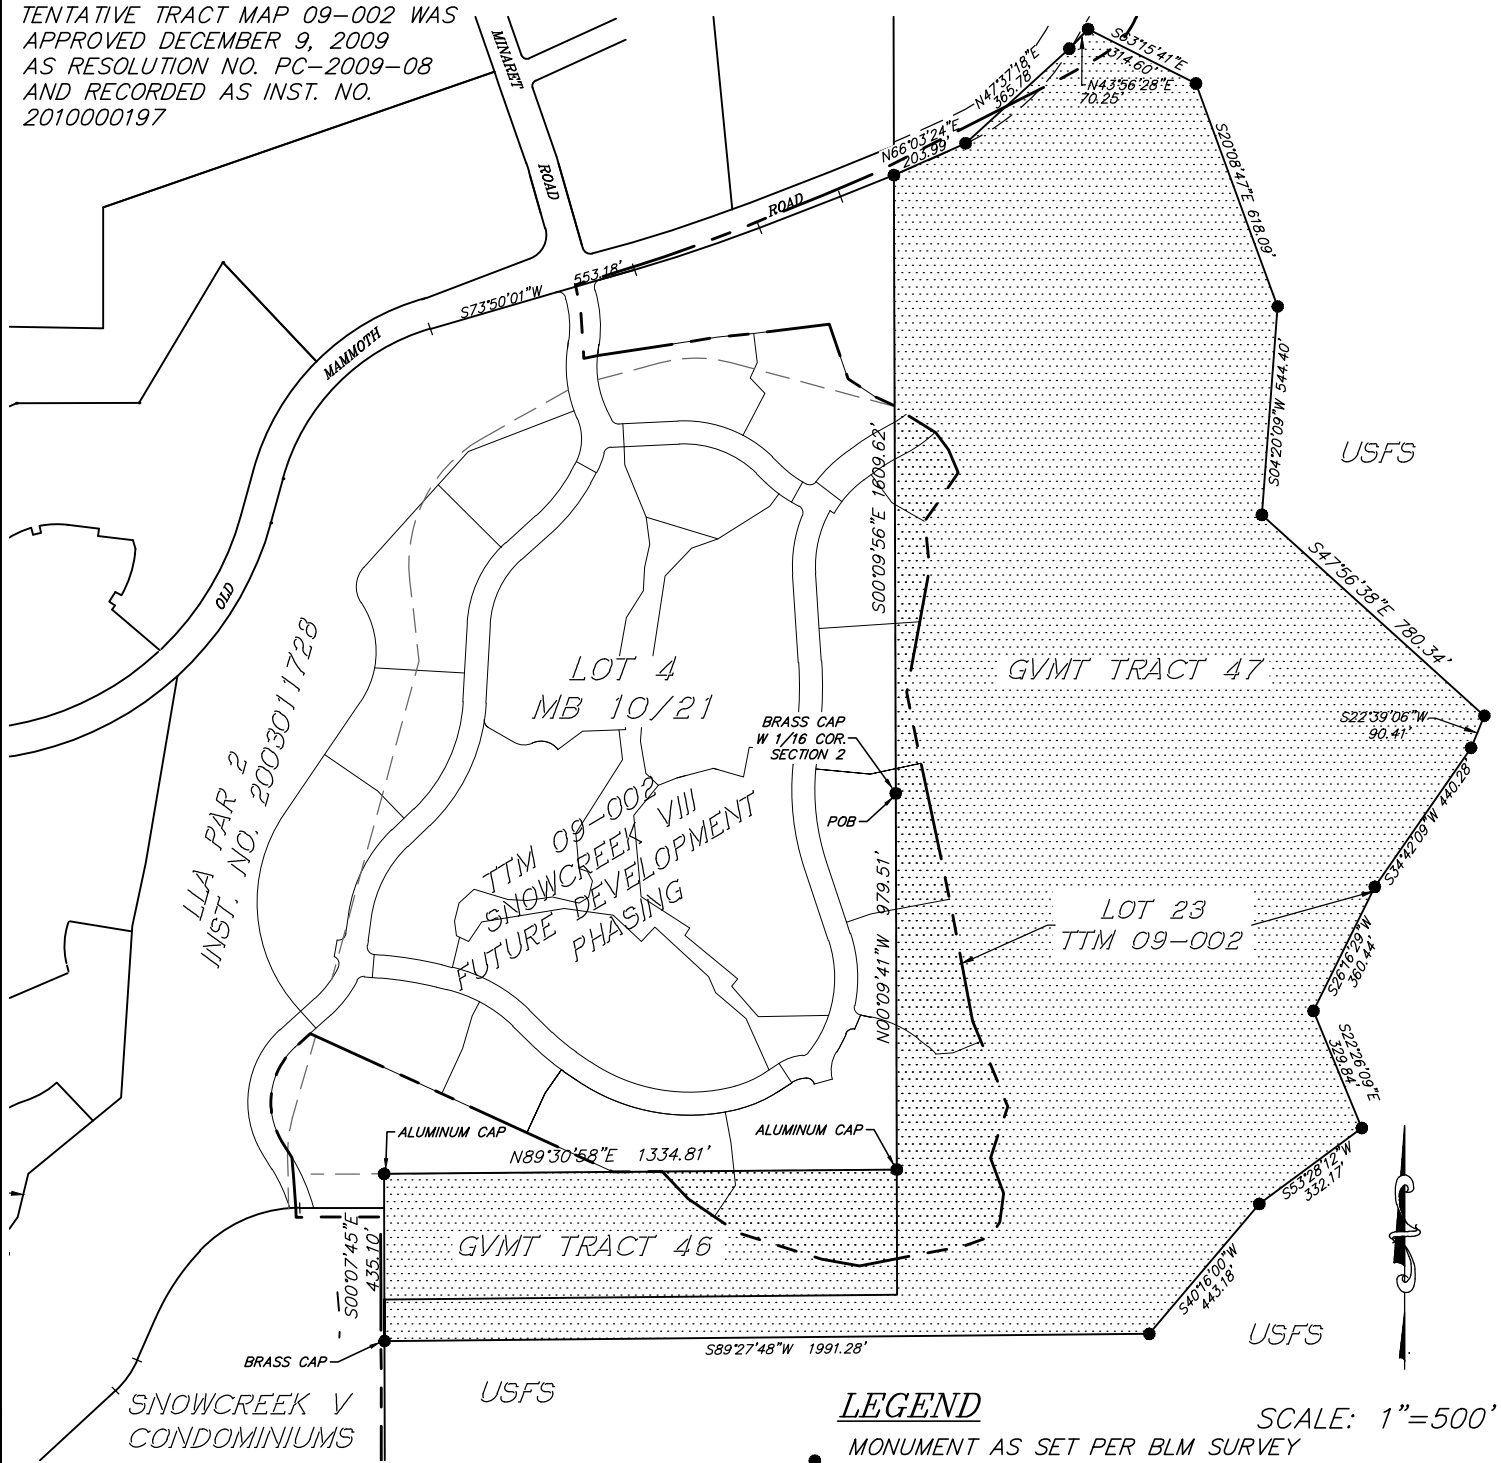 TENTATIVE TRACT MAP 09-002 WAS
APPROVED DECEMBER 9, 2009
AS RESOLUTION NO. PC-2009-08
AND RECORDED AS INST. NO.
2010000197
MINARET
ROAD
S63°15'41"E
314.60'
N47°37'18"E
365.78'
N43°56'28"E
70.25'
N66°03'24"E
203.99'
S20°08'47"E 618.09'
ROAD
553.18'
S73°50'01"W
MAMMOTH
OLD
S04°20'09"W 544.40'
USFS
S00°09'56"E 1609.62'
S47°56'38"E 780.34'
LOT 4
MB 10/21
GVMT TRACT 47
LLA PAR 2
INST. NO. 2003011728
BRASS CAP
W 1/16 COR.
SECTION 2
S22°39'06"W
90.41'
POB
TTM 09-002
SNOWCREEK VIII
FUTURE DEVELOPMENT
PHASING
S34°42'09"W 440.28'
N00°09'41"W 979.51'
LOT 23
TTM 09-002
S26°16'29"W
360.44'
S22°26'09"E
329.84'
ALUMINUM CAP
ALUMINUM CAP
N89°30'58"E 1334.81'
S53°28'12"W
332.17'
S00°07'45"E
435.10'
GVMT TRACT 46
S40°16'00"W
443.18'
BRASS CAP
S89°27'48"W 1991.28'
USFS
SNOWCREEK V
CONDOMINIUMS
USFS
LEGEND
SCALE: 1"=500'
MONUMENT AS SET PER BLM SURVEY